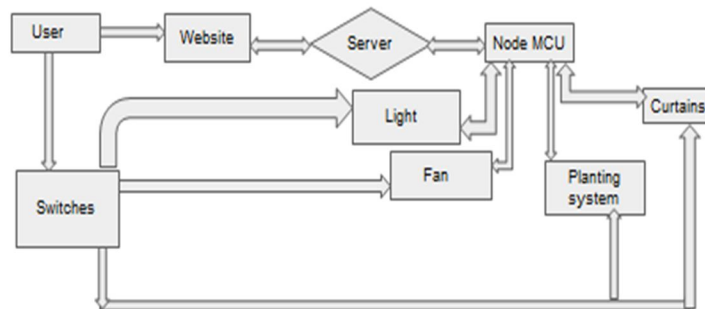 User
Website
Server
Node MCU
Light
Curtains
Fan
Planting
system
Switches